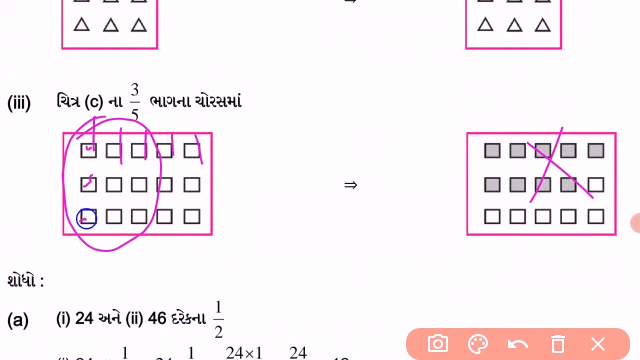 (iii) ચિત્ર (c) ના 3/5 ભાગના ચોરસમાં
⇒
શોધો :
(a) (i) 24 અને (ii) 46 દરેકના 1/2